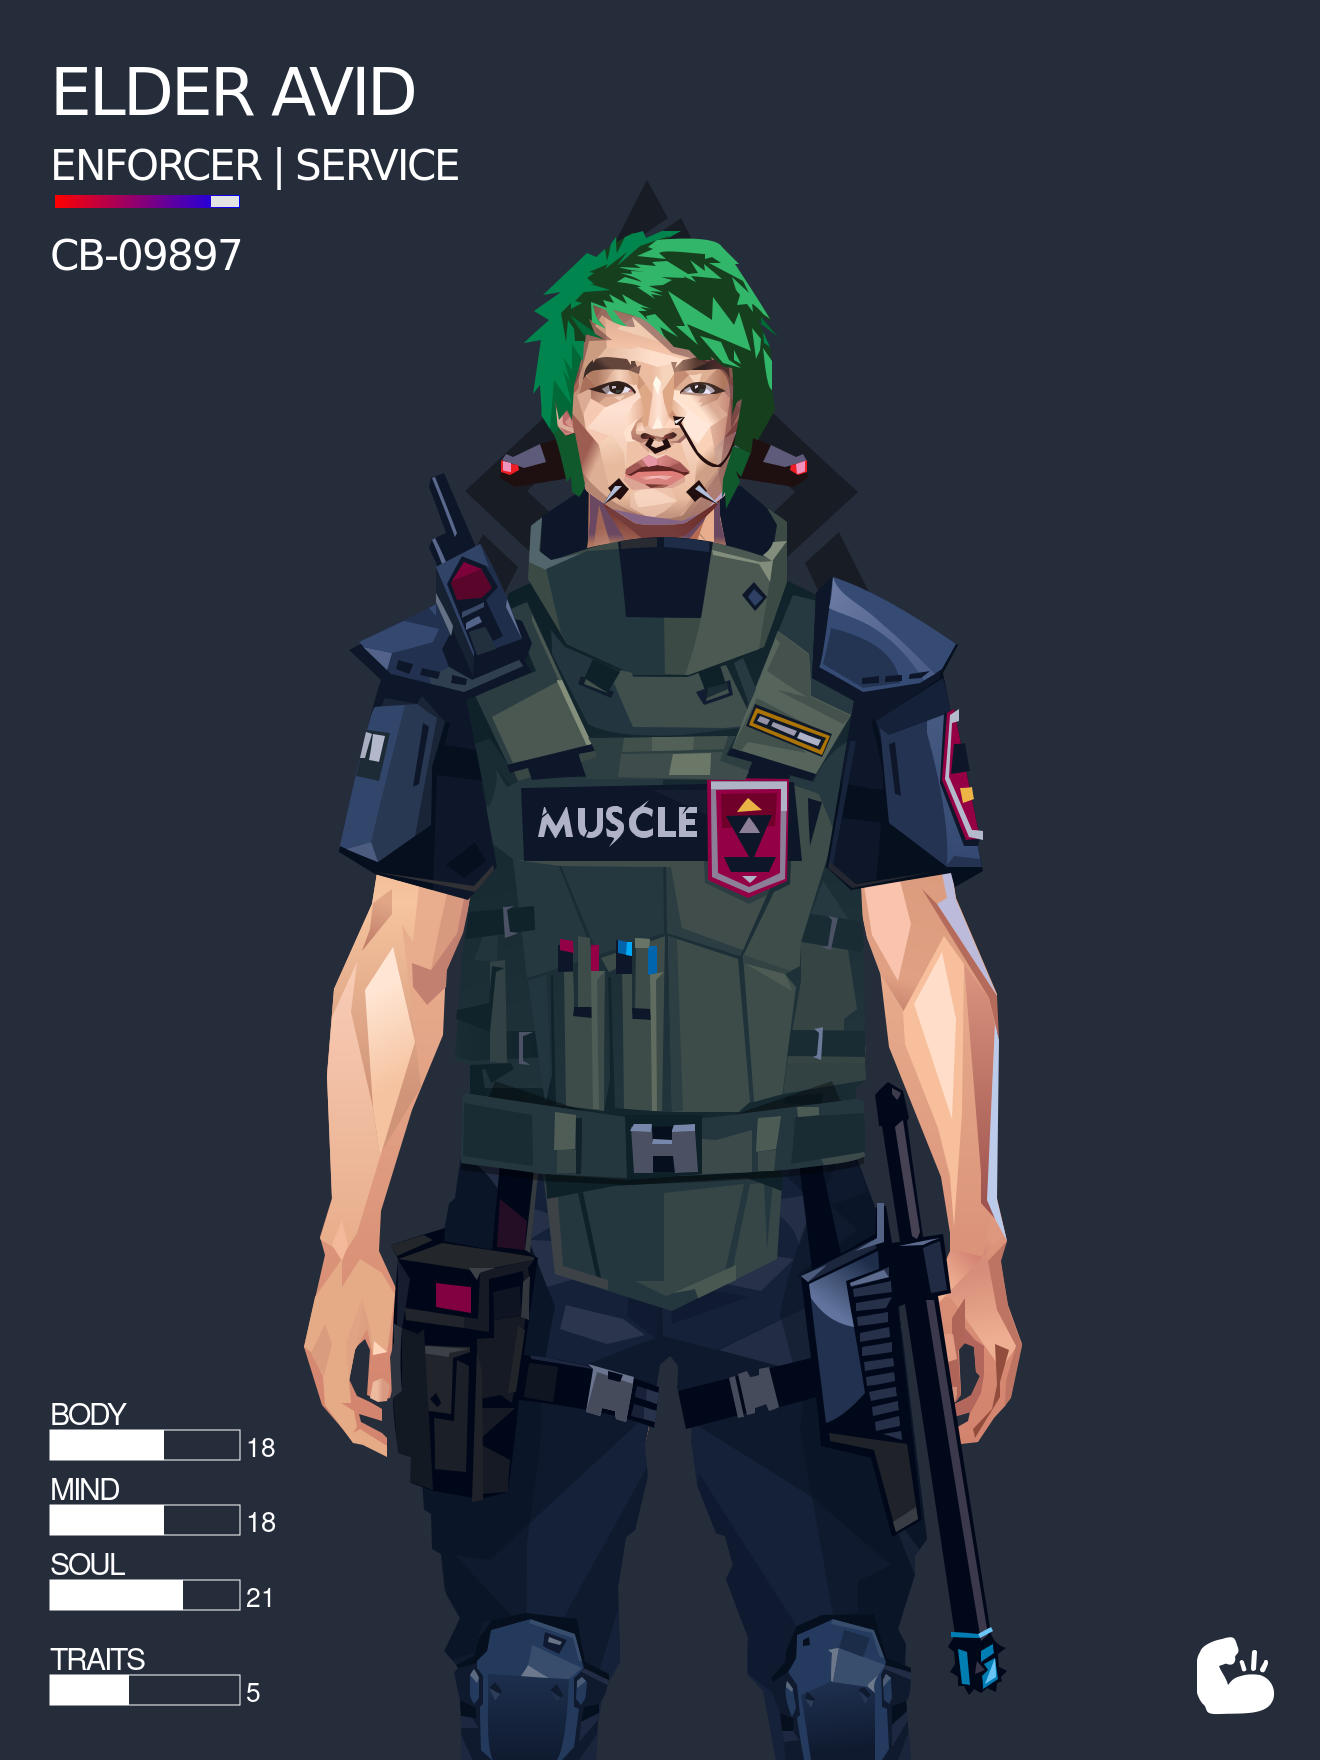 ELDER AVID
ENFORCER | SERVICE
CB-09897
MUSCLE
BODY
18
MIND
18
SOUL
21
TRAITS
5